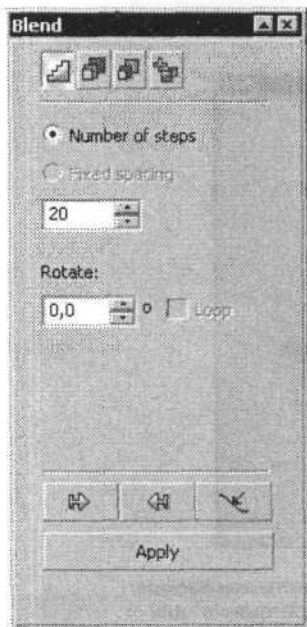 Blend
Number of steps
Fixed spacing
20
Rotate:
0,0 o Loop
Apply